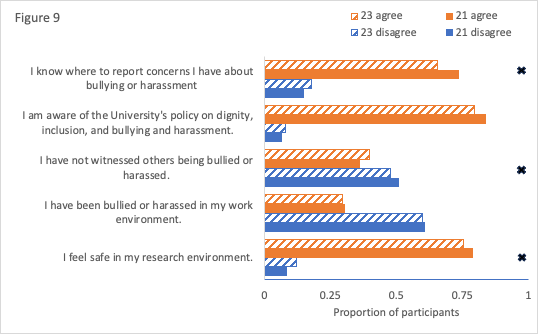 Figure 9
23 agree 21 agree
23 disagree 21 disagree
I know where to report concerns I have about
bullying or harassment
I am aware of the University's policy on dignity,
inclusion, and bullying and harassment.
I have not witnessed others being bullied or
harassed.
I have been bullied or harassed in my work
environment.
I feel safe in my research environment.
0 0.25 0.5 0.75 1
Proportion of participants